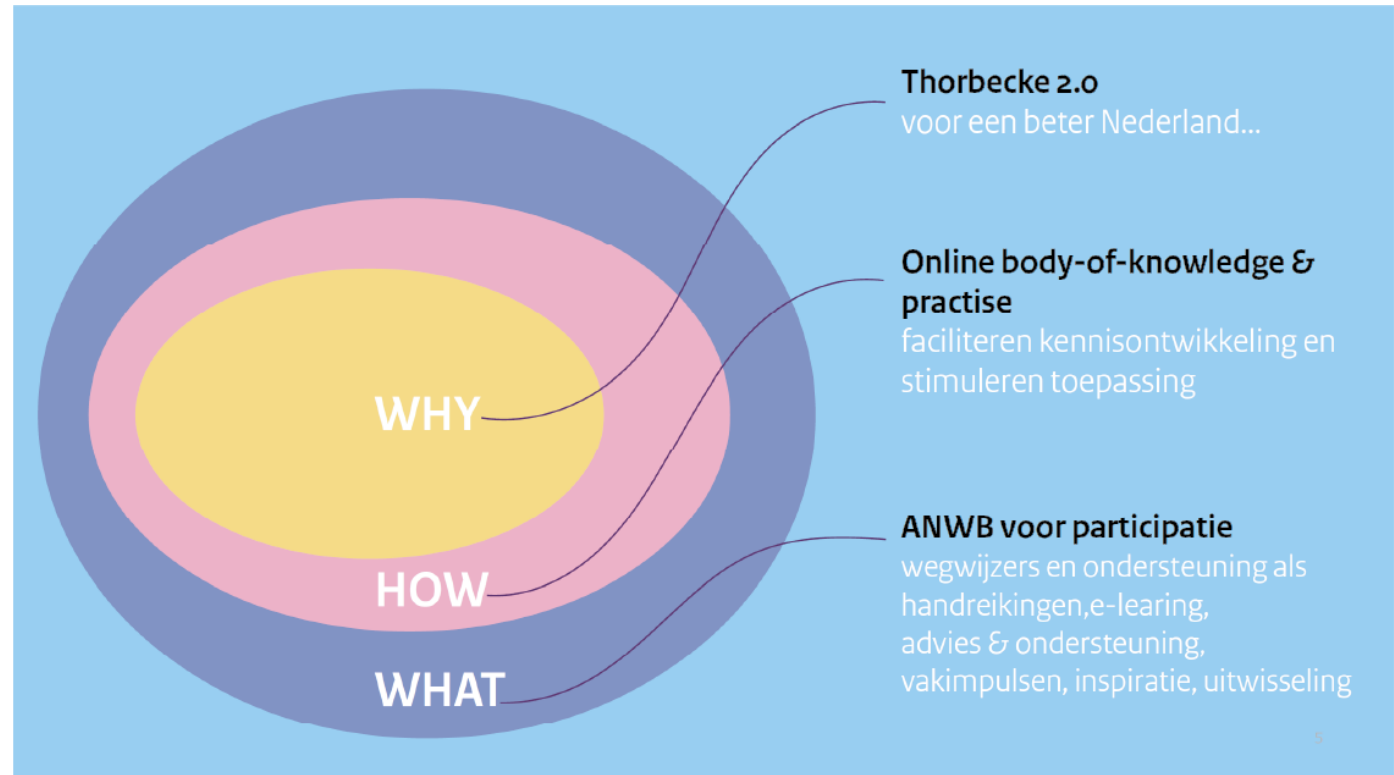 Thorbecke 2.0
voor een beter Nederland...
Online body-of-knowledge &
practise
faciliteren kennisontwikkeling en
stimuleren toepassing
WHY
HOW
ANWB voor participatie
wegwijzers en ondersteuning als
handreikingen,e-learing,
advies & ondersteuning,
vakimpulsen, inspiratie, uitwisseling
WHAT
5